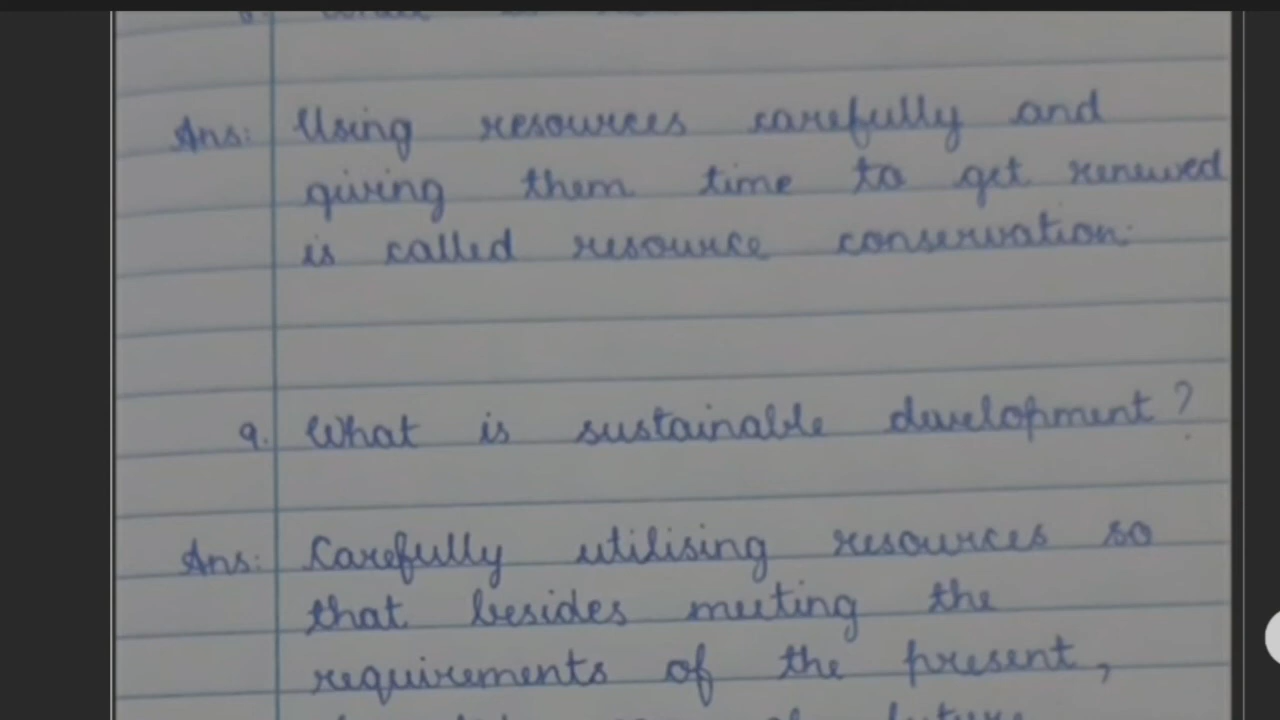 Ans: Using resources carefully and
giving them time to get renewed
is called resource conservation.
9. What is sustainable development?
Ans: Carefully utilising resources so
that besides meeting the
requirements of the present,
future